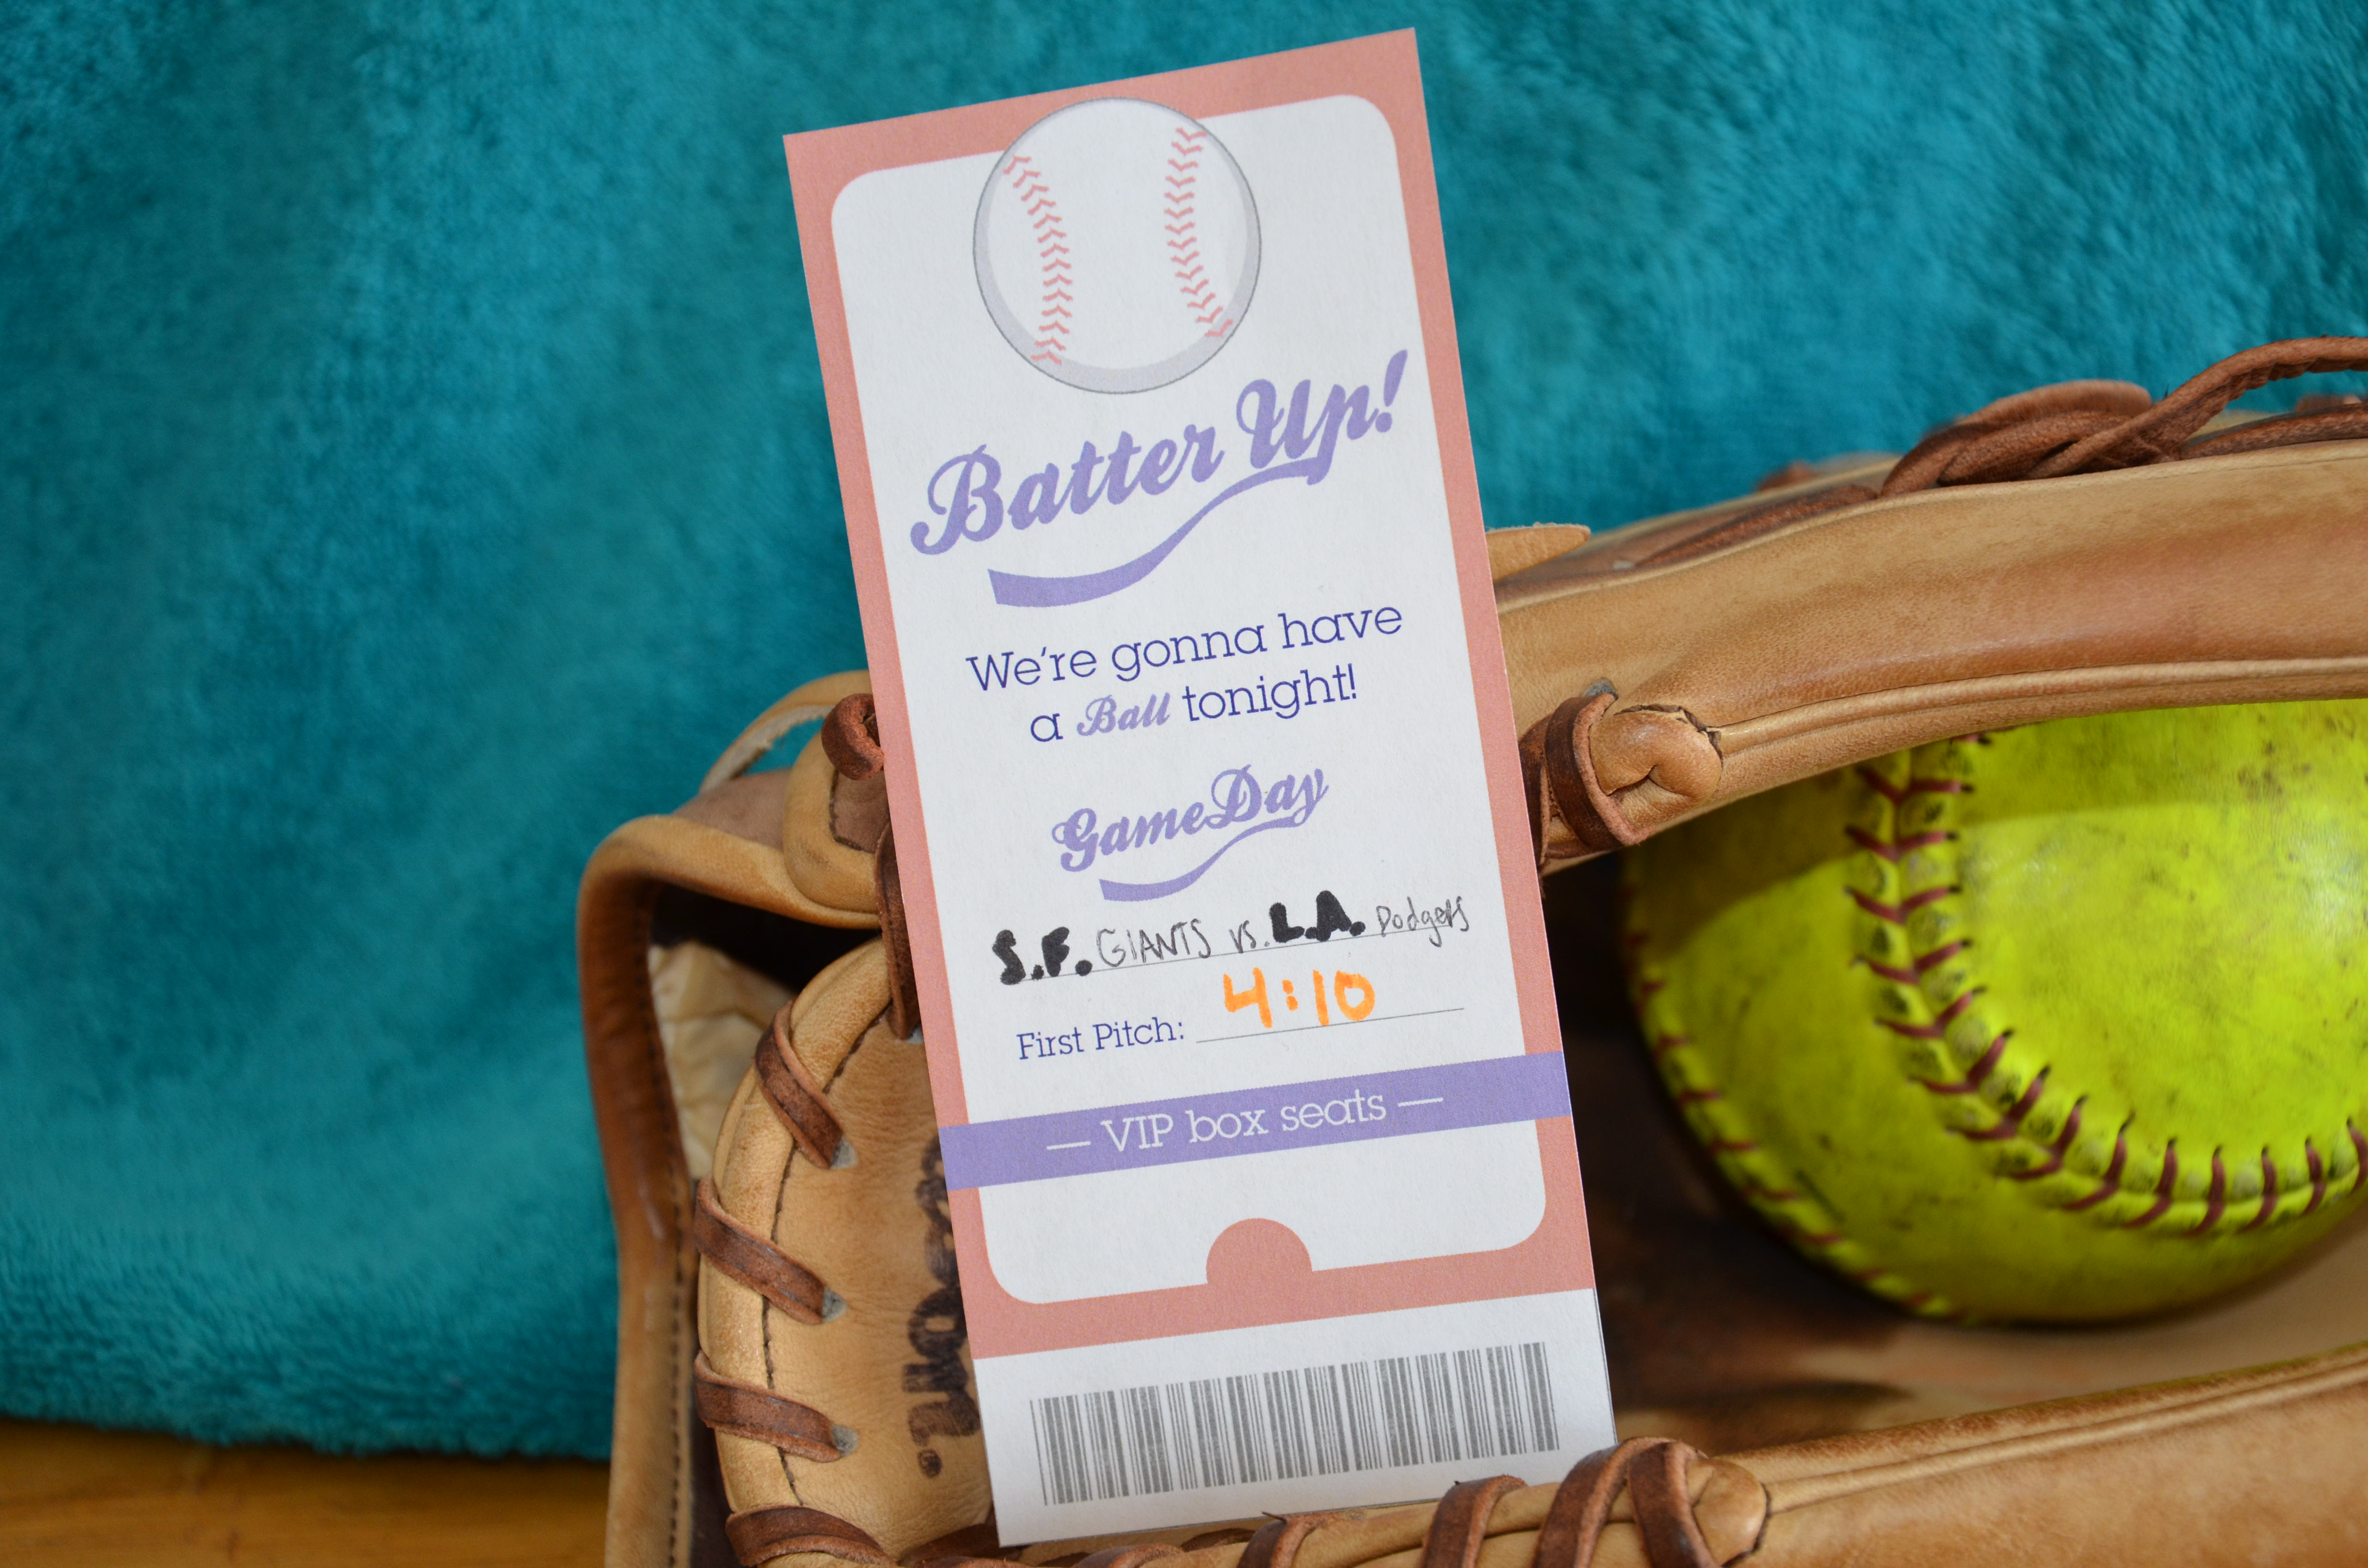 Batter Up!
We're gonna have
a Ball tonight!
GameDay
S.F. GIANTS vs. L.A. Dodgers
First Pitch: 4:10
— VIP box seats —